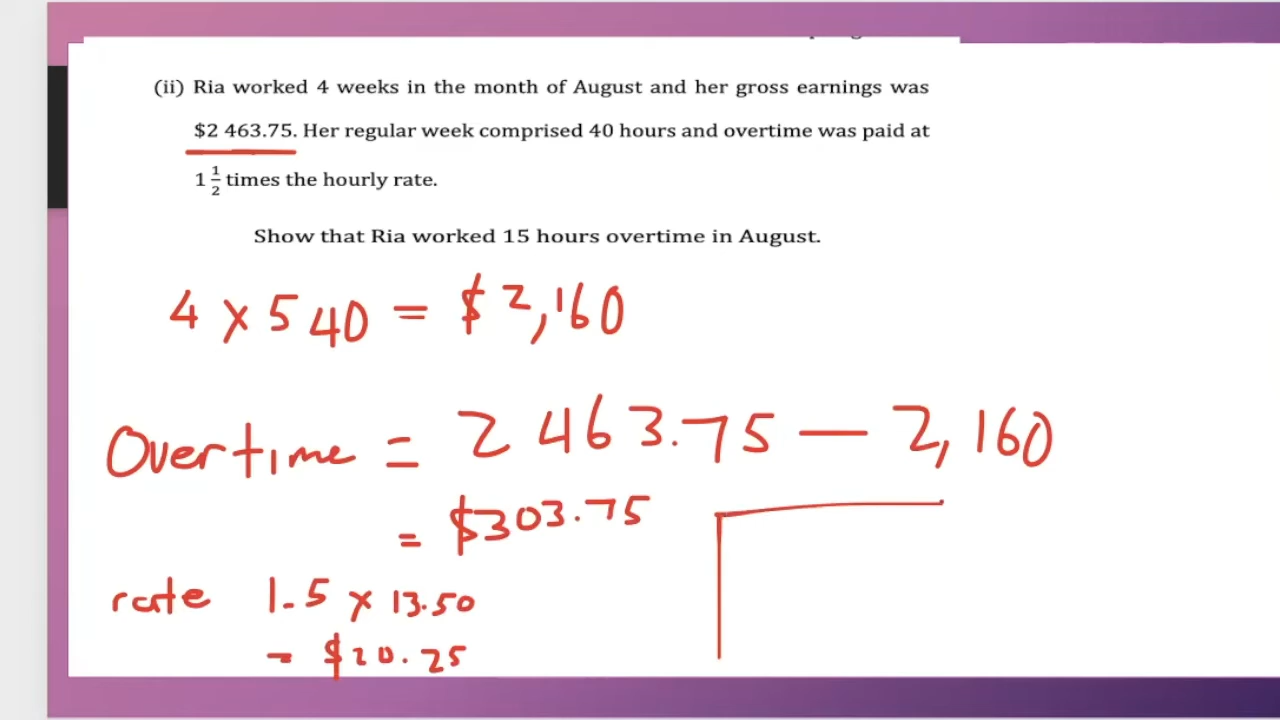 (ii) Ria worked 4 weeks in the month of August and her gross earnings was
$2 463.75. Her regular week comprised 40 hours and overtime was paid at
1 1/2 times the hourly rate.
Show that Ria worked 15 hours overtime in August.
4 x 540 = $2,160
Overtime = 2463.75 — 2,160
= $303.75
rate 1.5 x 13.50
= $20.25